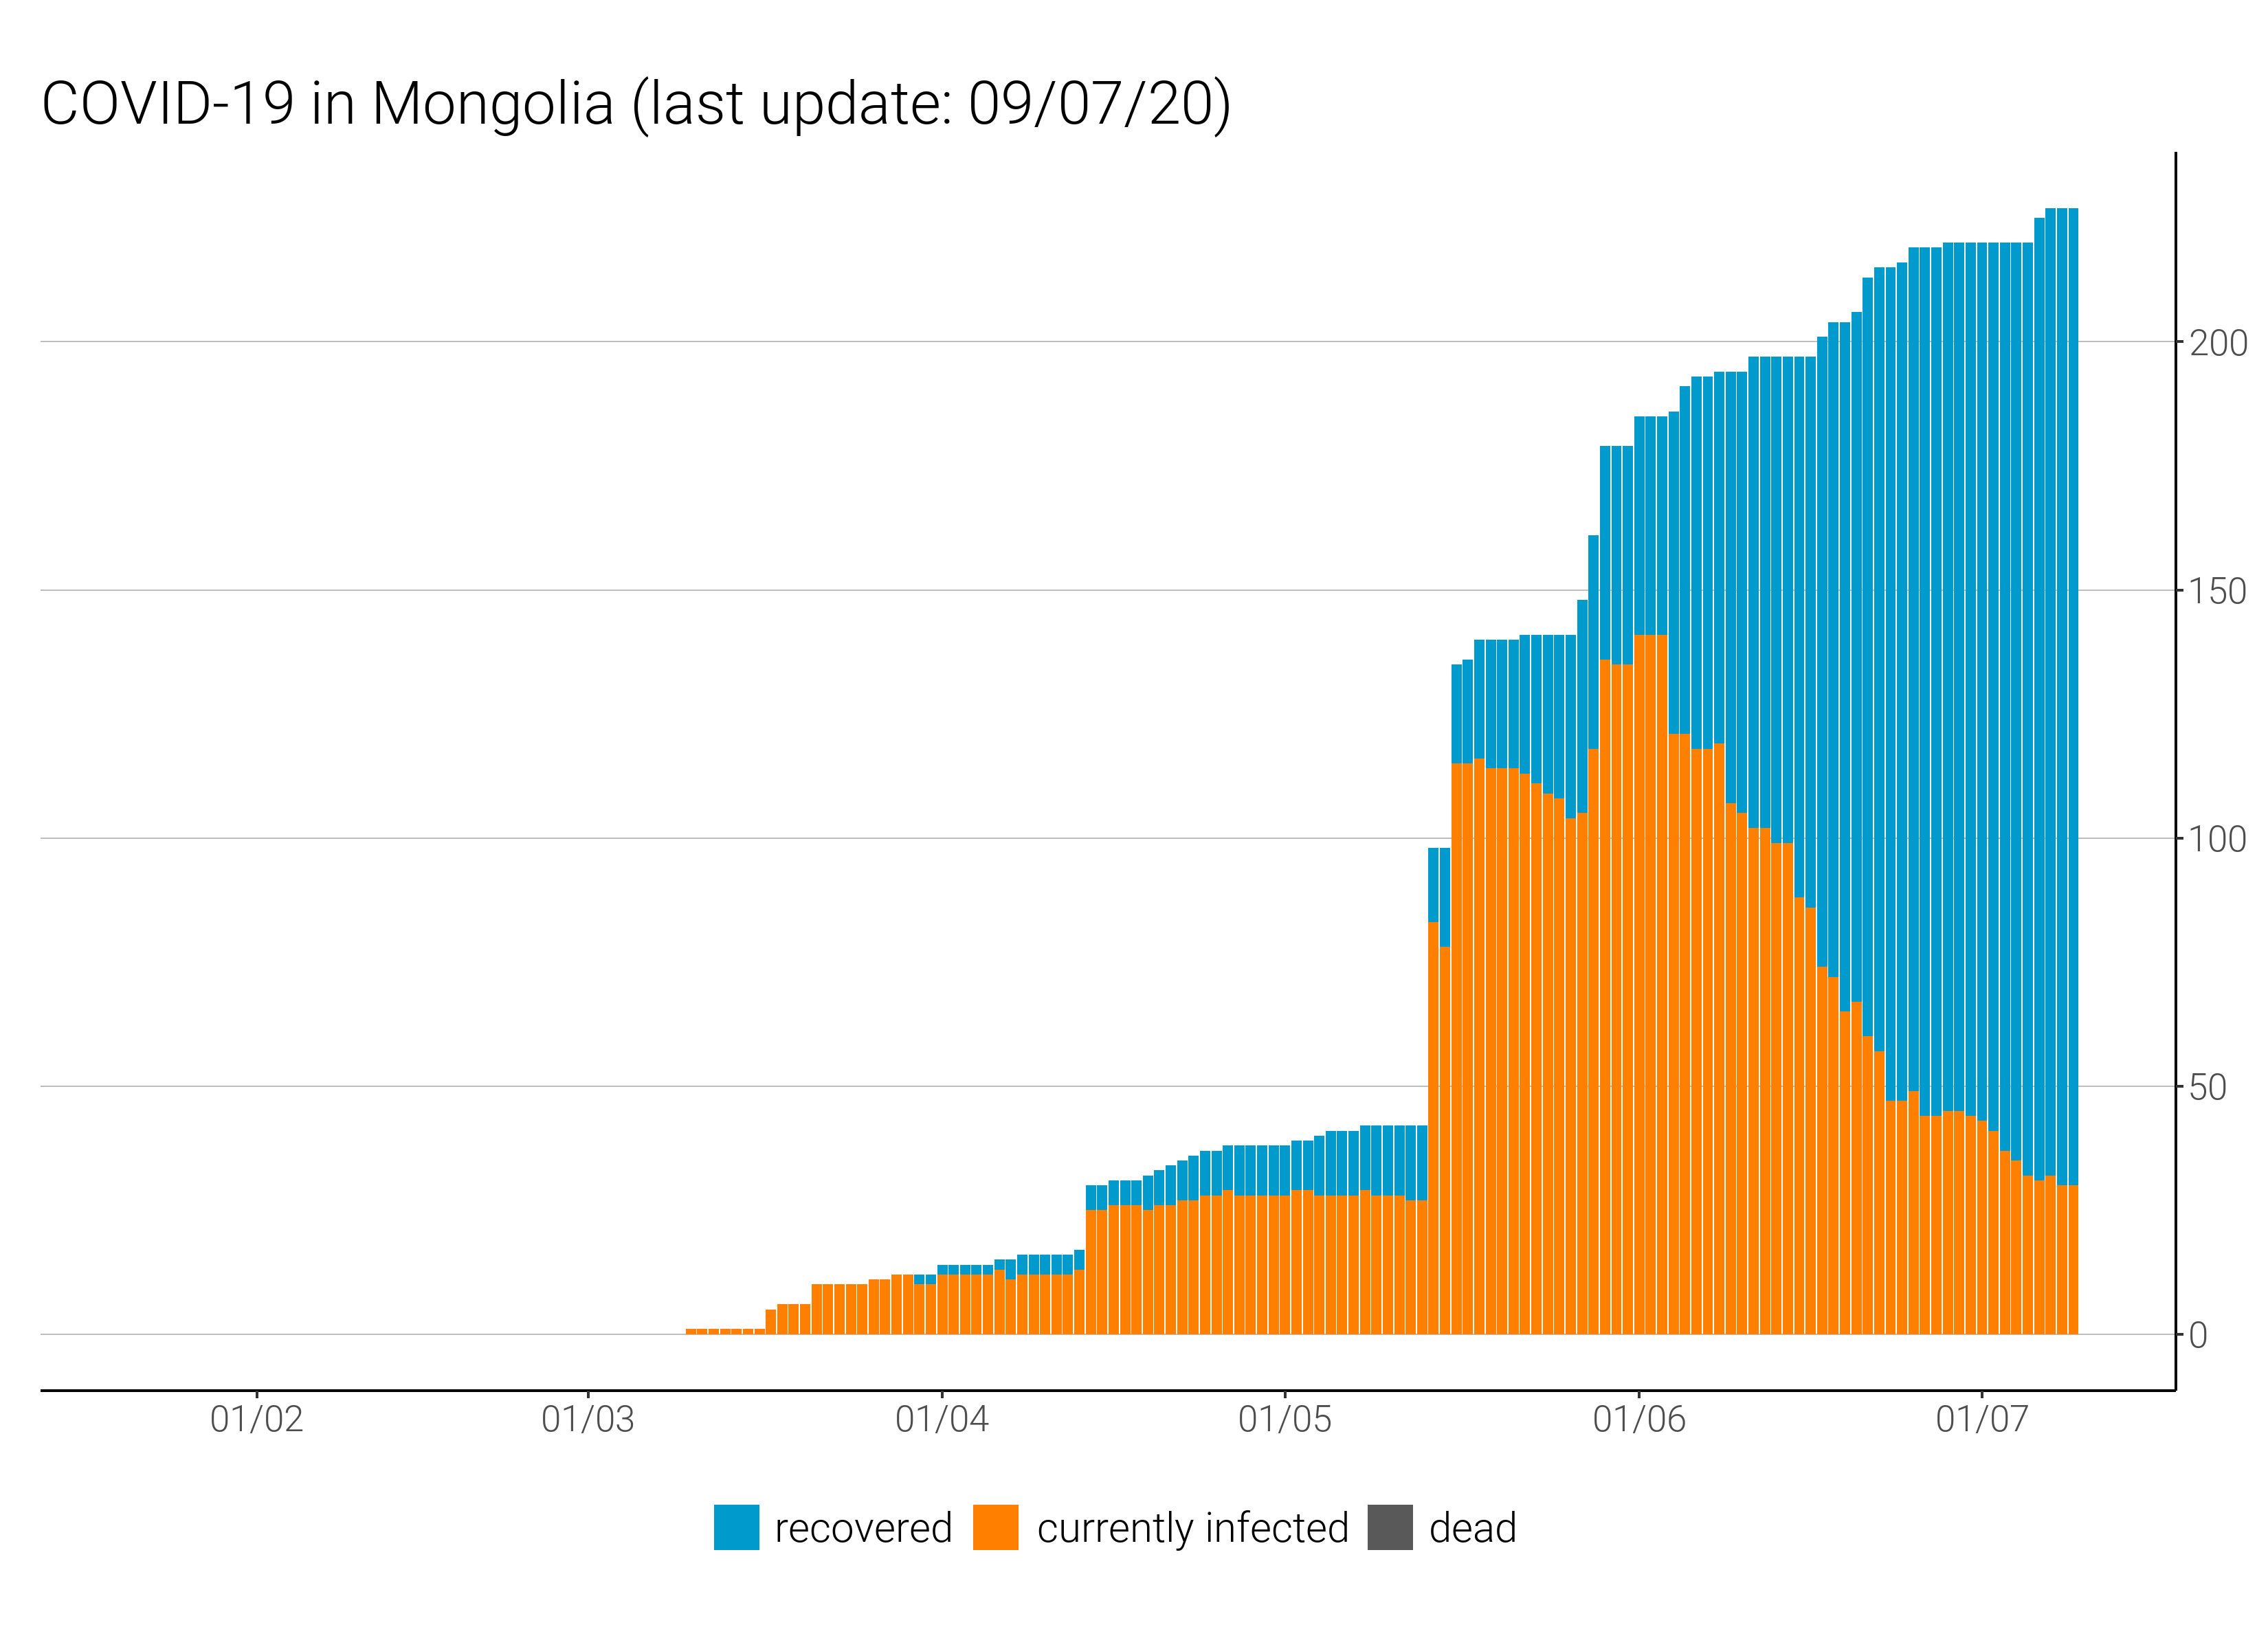 COVID-19 in Mongolia (last update: 09/07/20)
200
150
100
50
0
01/02 01/03 01/04 01/05 01/06 01/07
recovered currently infected dead